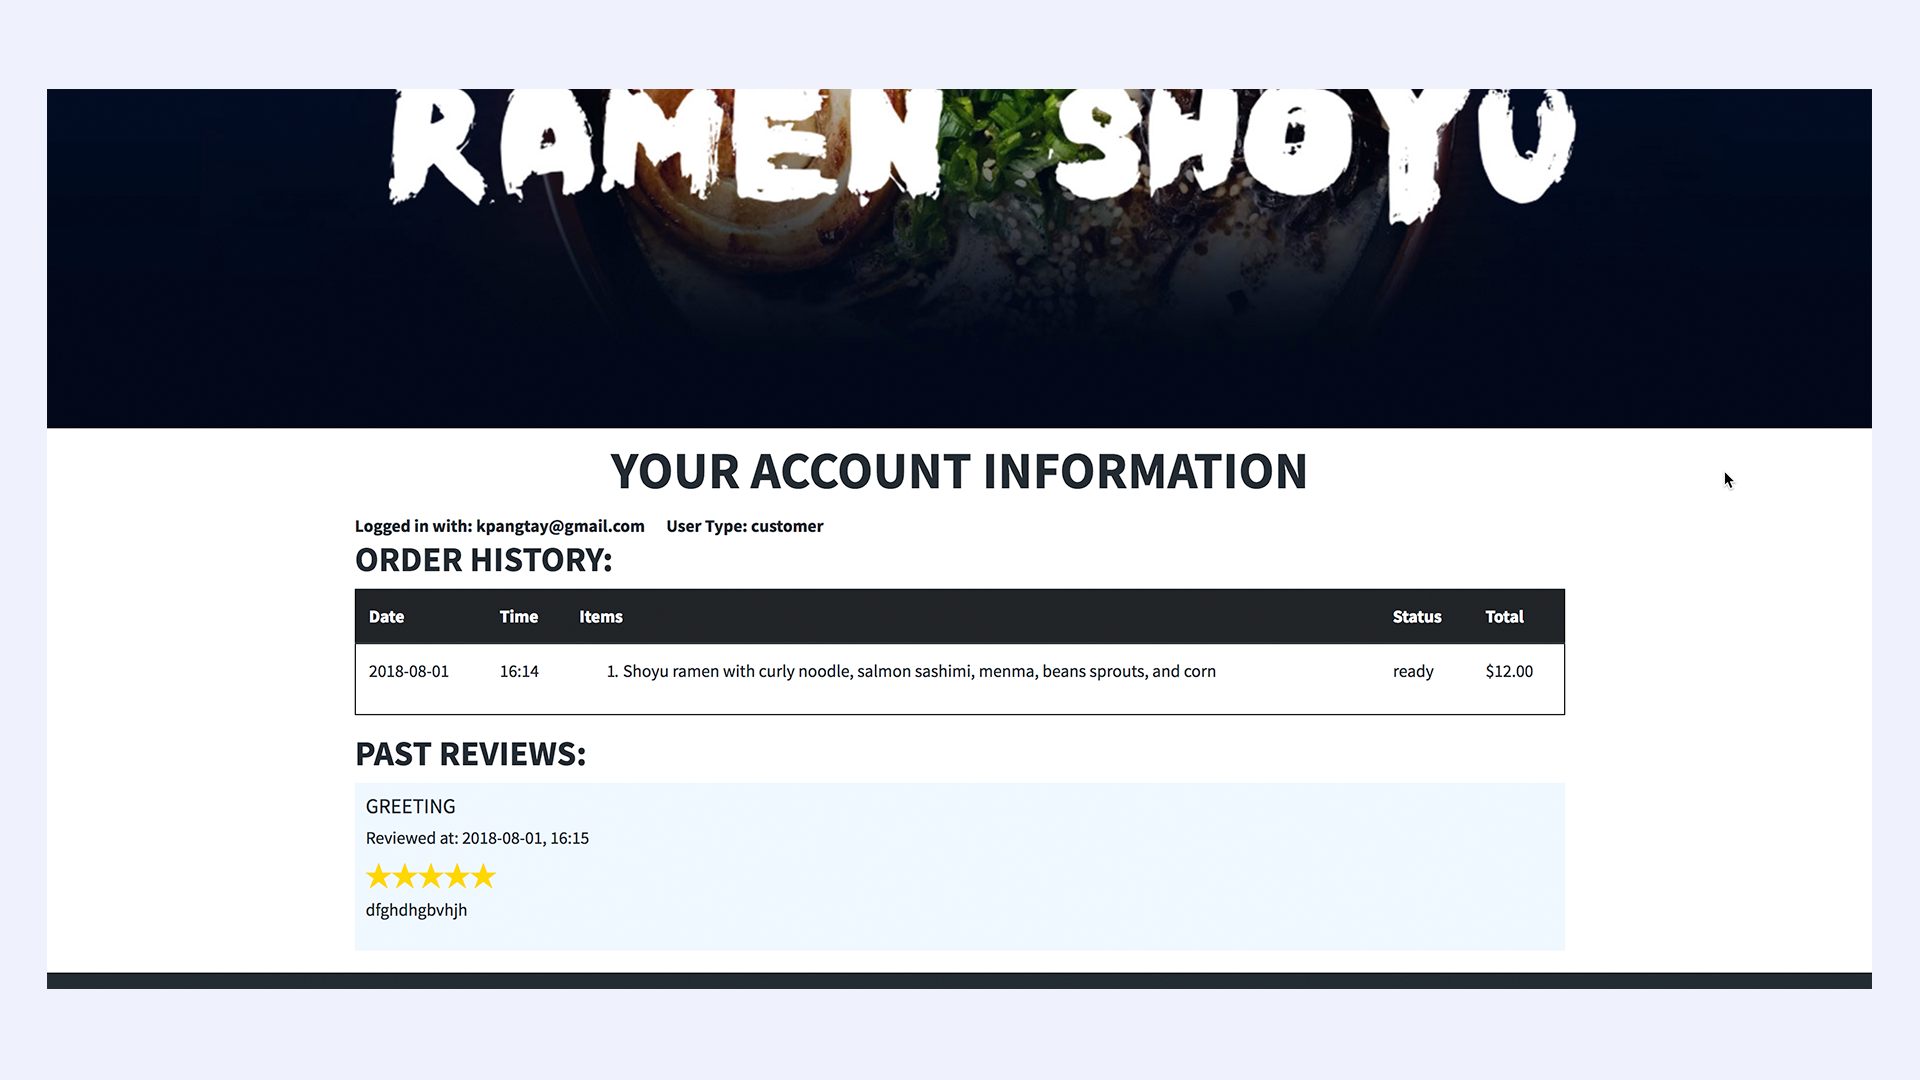 RAMEN SHOYU
YOUR ACCOUNT INFORMATION
Logged in with: kpangtay@gmail.com User Type: customer
ORDER HISTORY:
Date Time Items Status Total
2018-08-01 16:14 1. Shoyu ramen with curly noodle, salmon sashimi, menma, beans sprouts, and corn ready $12.00
PAST REVIEWS:
GREETING
Reviewed at: 2018-08-01, 16:15
★★★★★
dfghdhgbvhjh